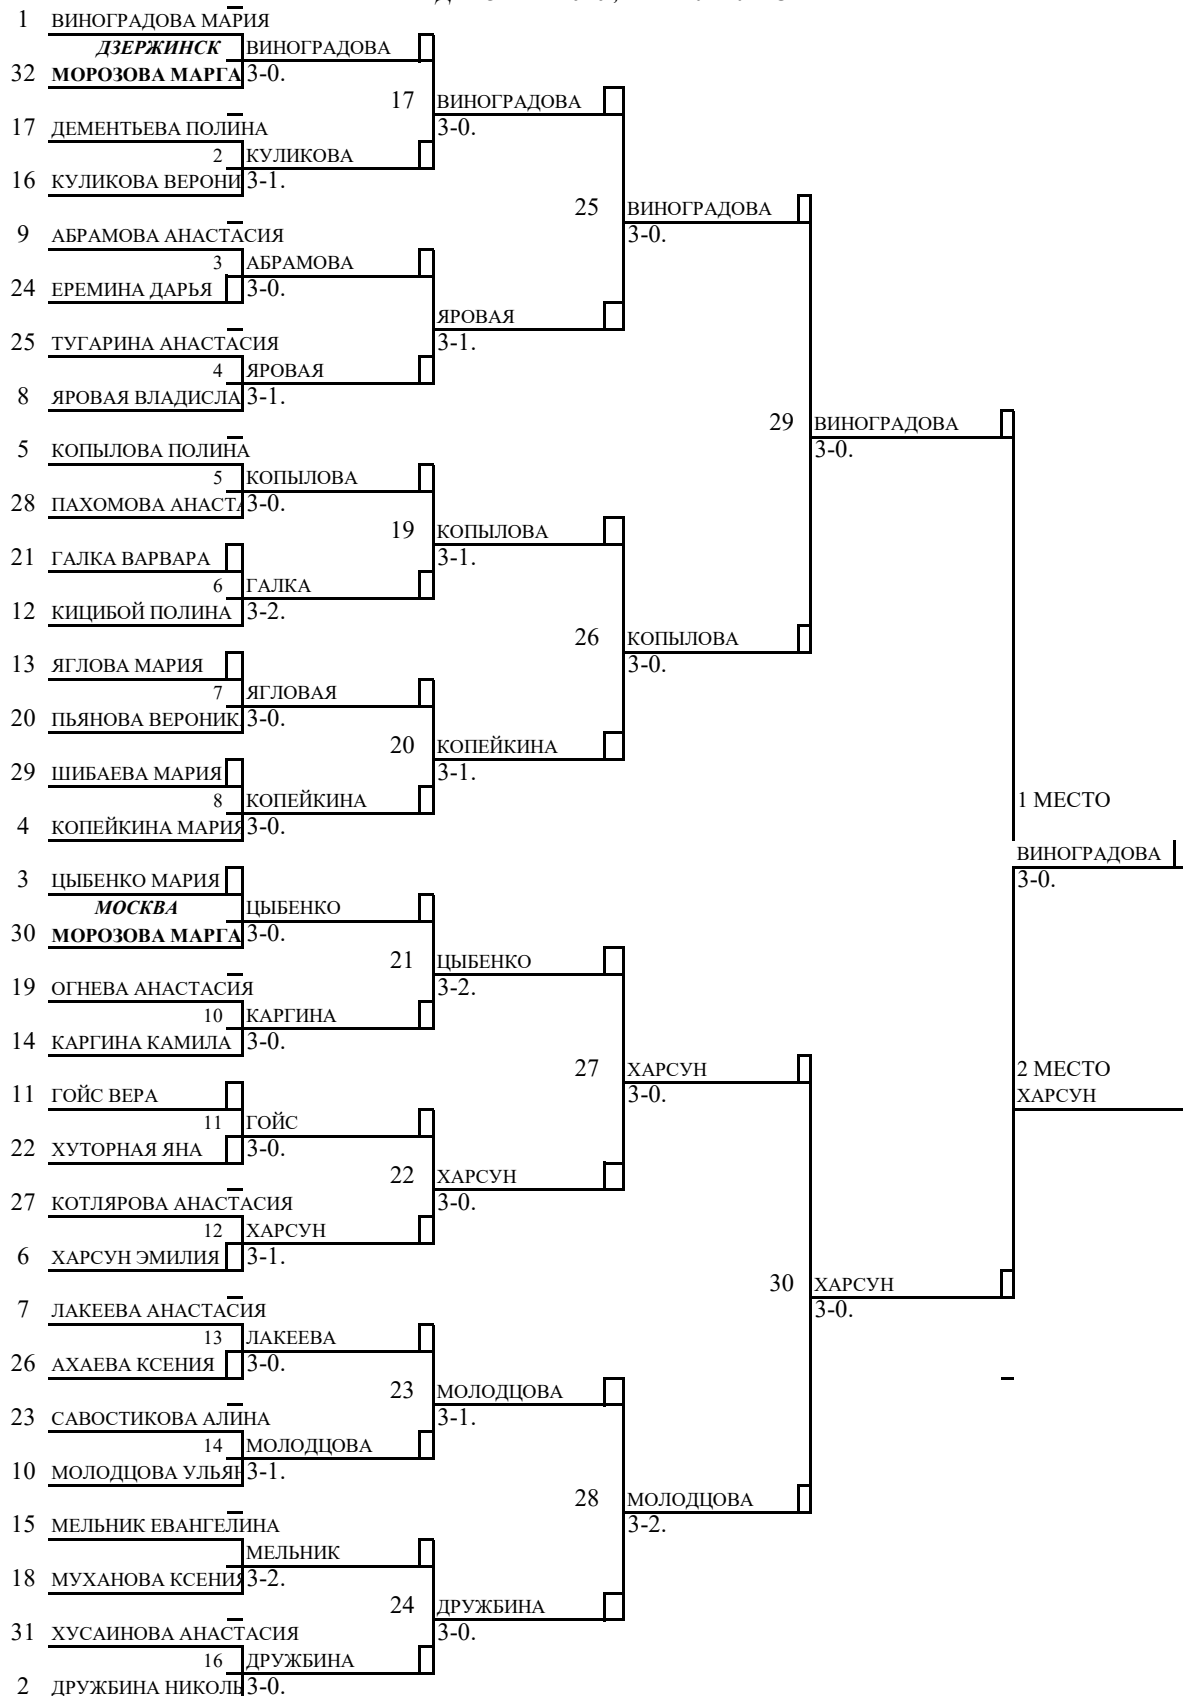 1 ВИНОГРАДОВА МАРИЯ
ДЗЕРЖИНСК ВИНОГРАДОВА
32 МОРОЗОВА МАРГА 3-0.
17 ВИНОГРАДОВА
17 ДЕМЕНТЬЕВА ПОЛИНА 3-0.
2 КУЛИКОВА
16 КУЛИКОВА ВЕРОНИ 3-1.
25 ВИНОГРАДОВА
9 АБРАМОВА АНАСТАСИЯ 3-0.
3 АБРАМОВА
24 ЕРЕМИНА ДАРЬЯ 3-0.
ЯРОВАЯ
25 ТУГАРИНА АНАСТАСИЯ 3-1.
4 ЯРОВАЯ
8 ЯРОВАЯ ВЛАДИСЛА 3-1.
29 ВИНОГРАДОВА
5 КОПЫЛОВА ПОЛИНА 3-0.
5 КОПЫЛОВА
28 ПАХОМОВА АНАСТА 3-0.
19 КОПЫЛОВА
21 ГАЛКА ВАРВАРА 3-1.
6 ГАЛКА
12 КИЦИБОЙ ПОЛИНА 3-2.
26 КОПЫЛОВА
13 ЯГЛОВА МАРИЯ 3-0.
7 ЯГЛОВАЯ
20 ПЬЯНОВА ВЕРОНИК 3-0.
20 КОПЕЙКИНА
29 ШИБАЕВА МАРИЯ 3-1.
8 КОПЕЙКИНА 1 МЕСТО
4 КОПЕЙКИНА МАРИЯ 3-0.
ВИНОГРАДОВА
3 ЦЫБЕНКО МАРИЯ 3-0.
МОСКВА ЦЫБЕНКО
30 МОРОЗОВА МАРГА 3-0.
21 ЦЫБЕНКО
19 ОГНЕВА АНАСТАСИЯ 3-2.
10 КАРГИНА
14 КАРГИНА КАМИЛА 3-0.
27 ХАРСУН 2 МЕСТО
11 ГОЙС ВЕРА 3-0. ХАРСУН
11 ГОЙС
22 ХУТОРНАЯ ЯНА 3-0.
22 ХАРСУН
27 КОТЛЯРОВА АНАСТАСИЯ 3-0.
12 ХАРСУН
6 ХАРСУН ЭМИЛИЯ 3-1.
30 ХАРСУН
7 ЛАКЕЕВА АНАСТАСИЯ 3-0.
13 ЛАКЕЕВА
26 АХАЕВА КСЕНИЯ 3-0.
23 МОЛОДЦОВА
23 САВОСТИКОВА АЛИНА 3-1.
14 МОЛОДЦОВА
10 МОЛОДЦОВА УЛЬЯН 3-1.
28 МОЛОДЦОВА
15 МЕЛЬНИК ЕВАНГЕЛИНА 3-2.
МЕЛЬНИК
18 МУХАНОВА КСЕНИЯ 3-2.
24 ДРУЖБИНА
31 ХУСАИНОВА АНАСТАСИЯ 3-0.
16 ДРУЖБИНА
2 ДРУЖБИНА НИКОЛЬ 3-0.